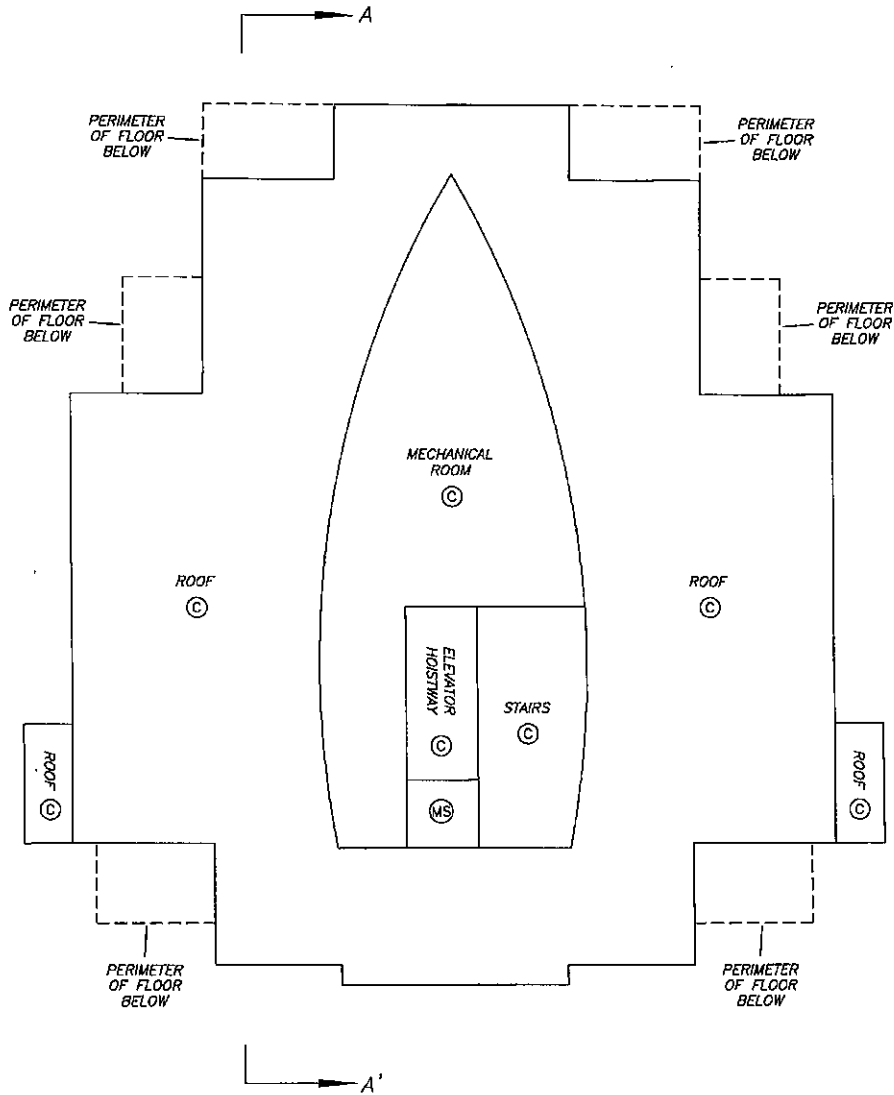 A
PERIMETER
OF FLOOR
BELOW
PERIMETER
OF FLOOR
BELOW
PERIMETER
OF FLOOR
BELOW
PERIMETER
OF FLOOR
BELOW
MECHANICAL
ROOM
C
ROOF
C
ROOF
C
ELEVATOR
HOISTWAY
C
STAIRS
C
ROOF
C
MS
ROOF
C
PERIMETER
OF FLOOR
BELOW
PERIMETER
OF FLOOR
BELOW
A'